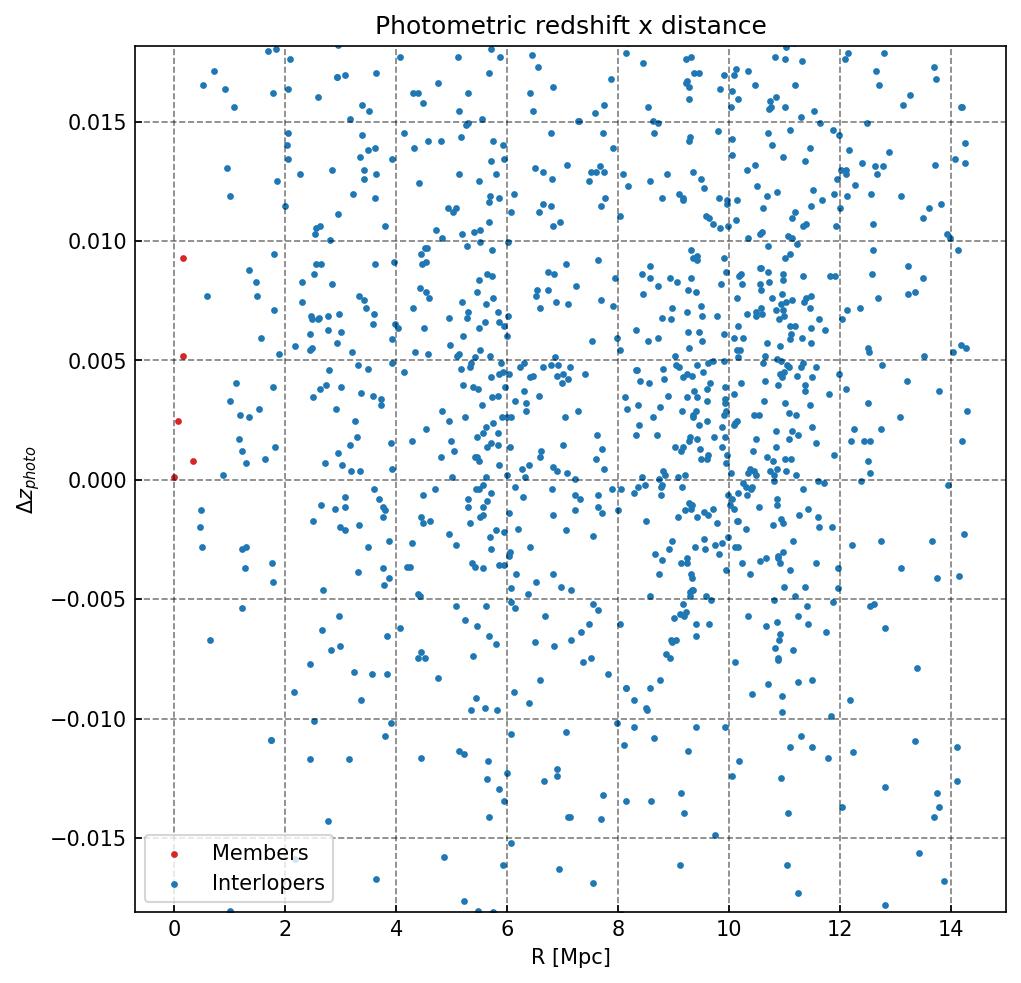 Photometric redshift x distance
Δz_photo
0.015
0.010
0.005
0.000
−0.005
−0.010
−0.015
Members
Interlopers
0 2 4 6 8 10 12 14
R [Mpc]